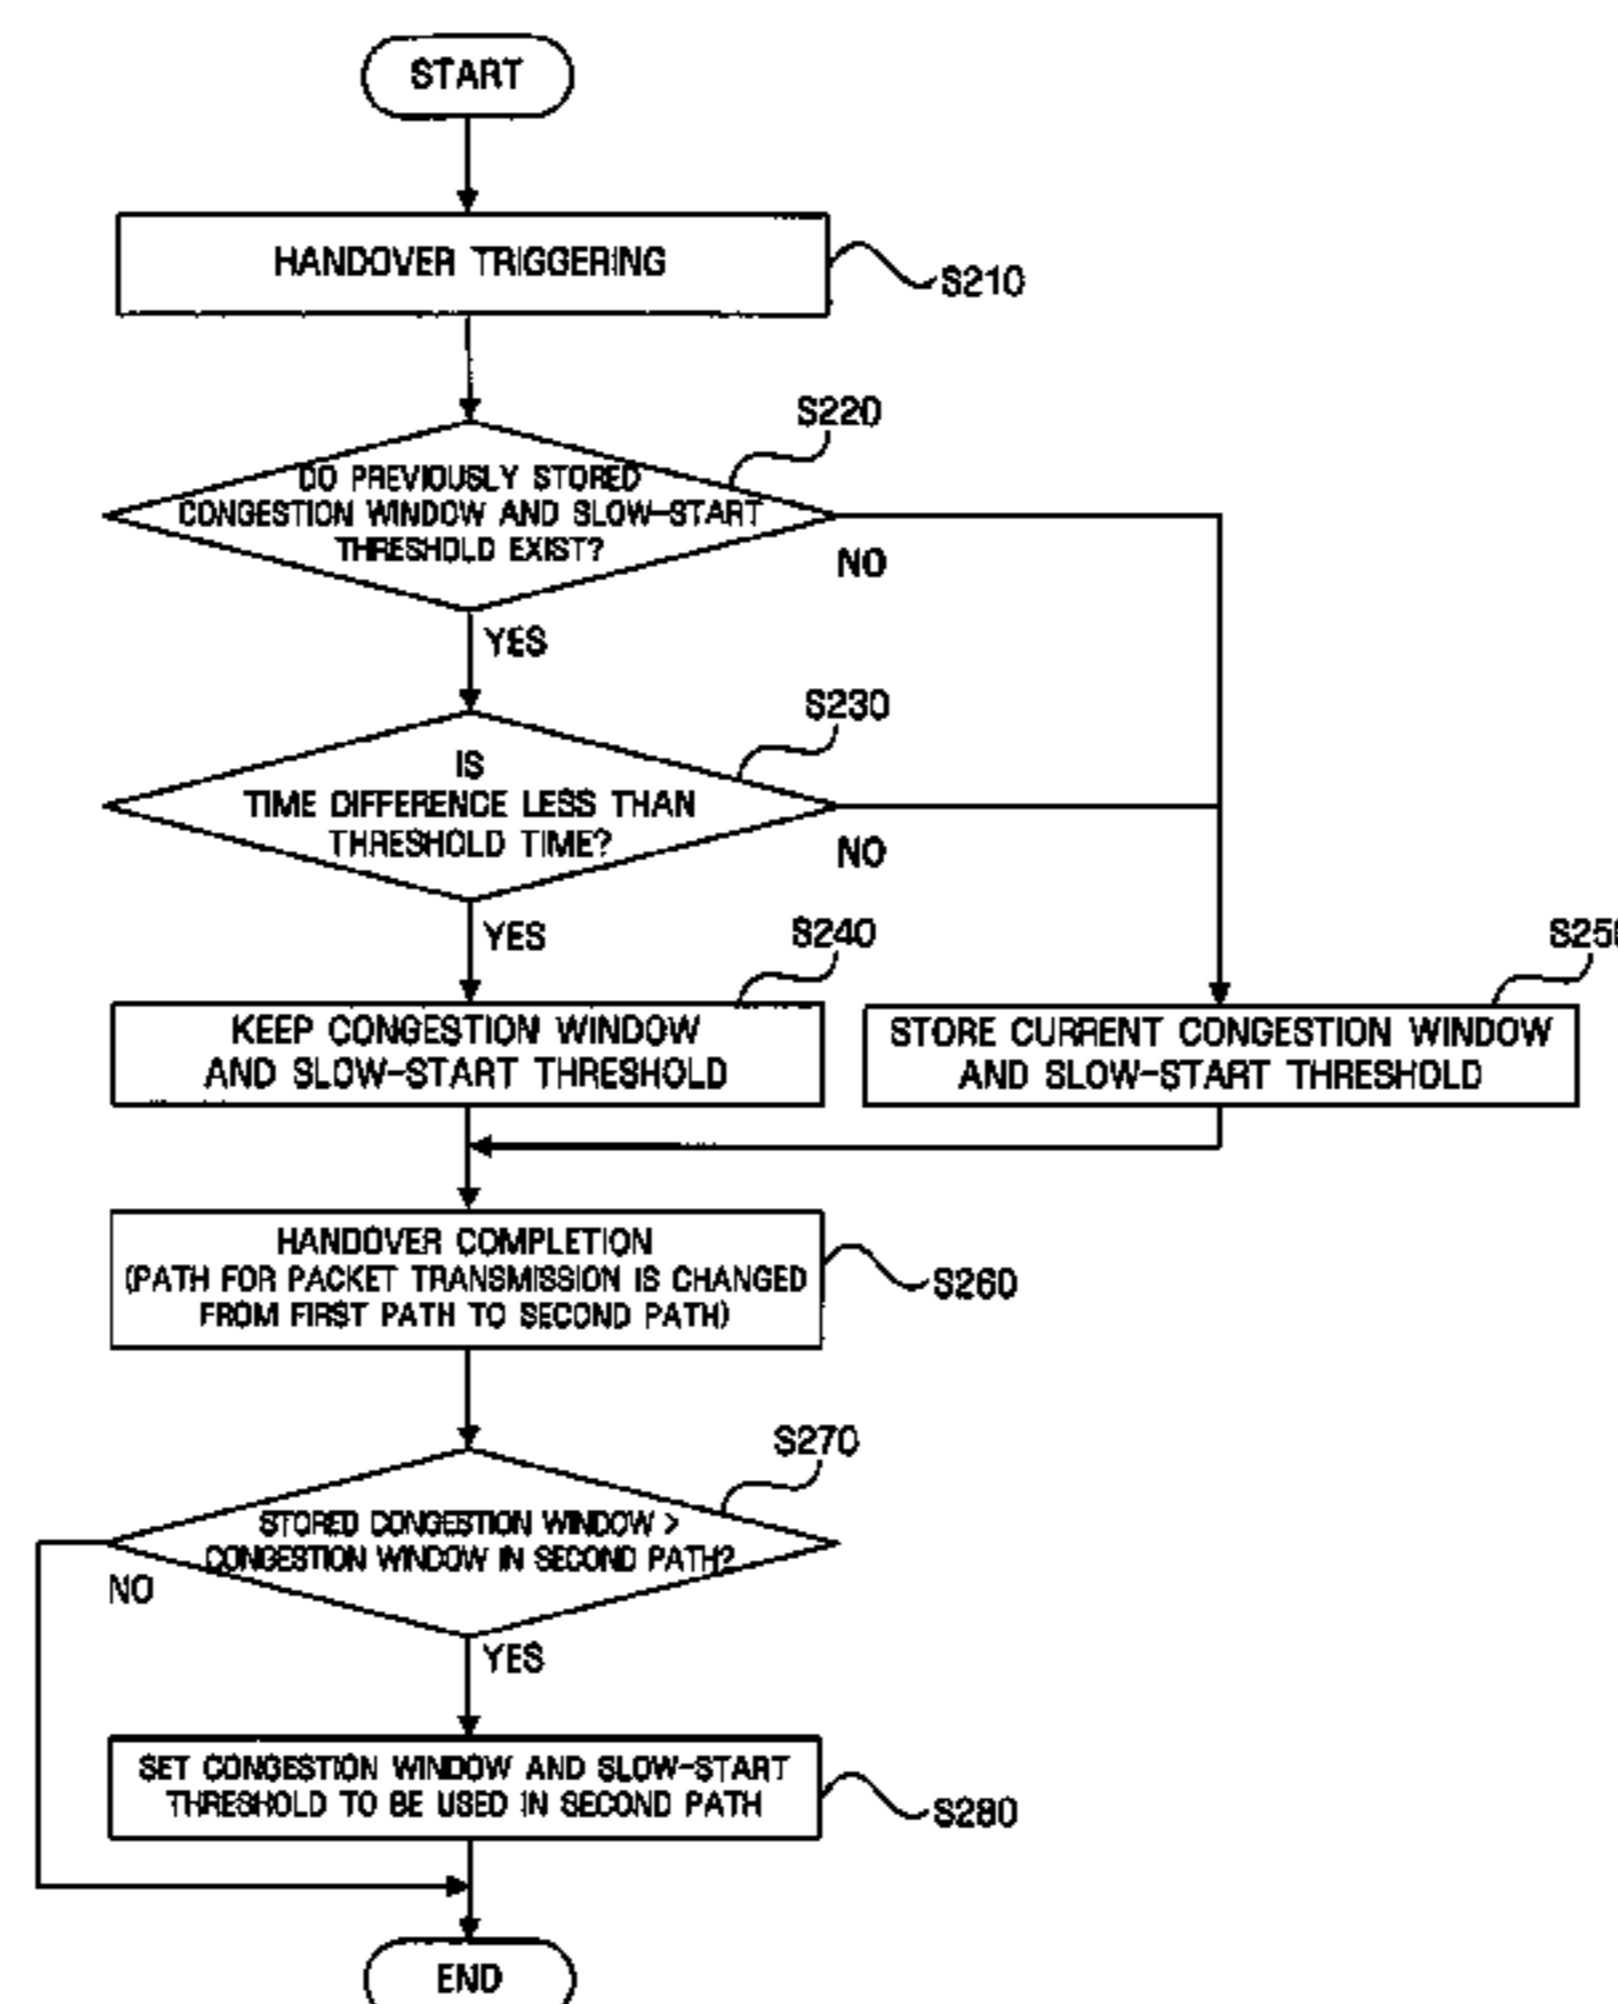 START
HANDOVER TRIGGERING
S210
S220
DO PREVIOUSLY STORED
CONGESTION WINDOW AND SLOW-START
THRESHOLD EXIST?
NO
YES
S230
IS
TIME DIFFERENCE LESS THAN
THRESHOLD TIME?
NO
YES
S240
KEEP CONGESTION WINDOW
AND SLOW-START THRESHOLD
S250
STORE CURRENT CONGESTION WINDOW
AND SLOW-START THRESHOLD
HANDOVER COMPLETION
(PATH FOR PACKET TRANSMISSION IS CHANGED
FROM FIRST PATH TO SECOND PATH)
S260
S270
STORED CONGESTION WINDOW >
CONGESTION WINDOW IN SECOND PATH?
NO
YES
SET CONGESTION WINDOW AND SLOW-START
THRESHOLD TO BE USED IN SECOND PATH
S280
END